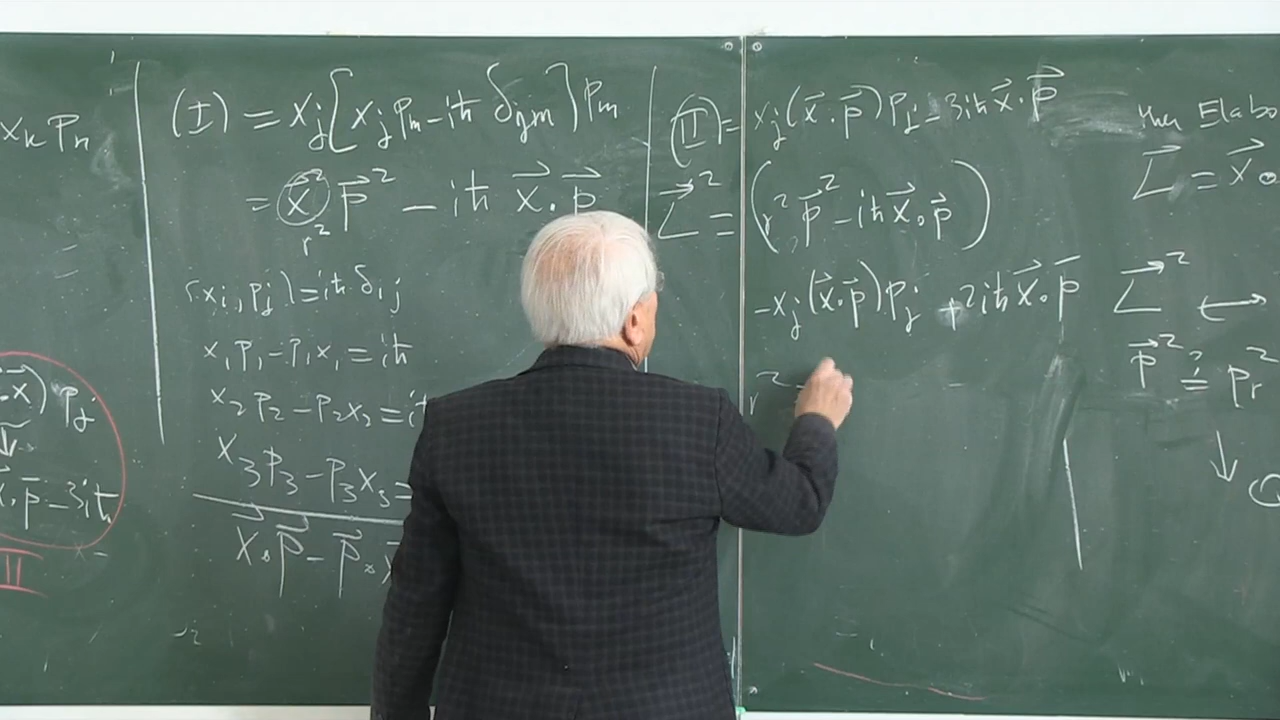 x_k p_n
x) p_j
x⃗·p⃗ - 3iħ
II
(I) = x_j [x_j p_m - iħ δ_jm] p_m
= x⃗² p⃗² - iħ x⃗·p⃗
r²
(x_i, p_j) = iħ δ_ij
x_1 p_1 - p_1 x_1 = iħ
x_2 p_2 - p_2 x_2 = i
x_3 p_3 - p_3 x_3 =
x⃗·p⃗ - p⃗·
(II) = x_j (x⃗·p⃗) p_j - 3iħ x⃗·p⃗
L⃗² = (r² p⃗² - iħ x⃗·p⃗)
- x_j (x⃗·p⃗) p_j + 2iħ x⃗·p⃗
r²
Elabo
L⃗ = x⃗
L⃗² ↔
p⃗² ≟ p_r²
↓